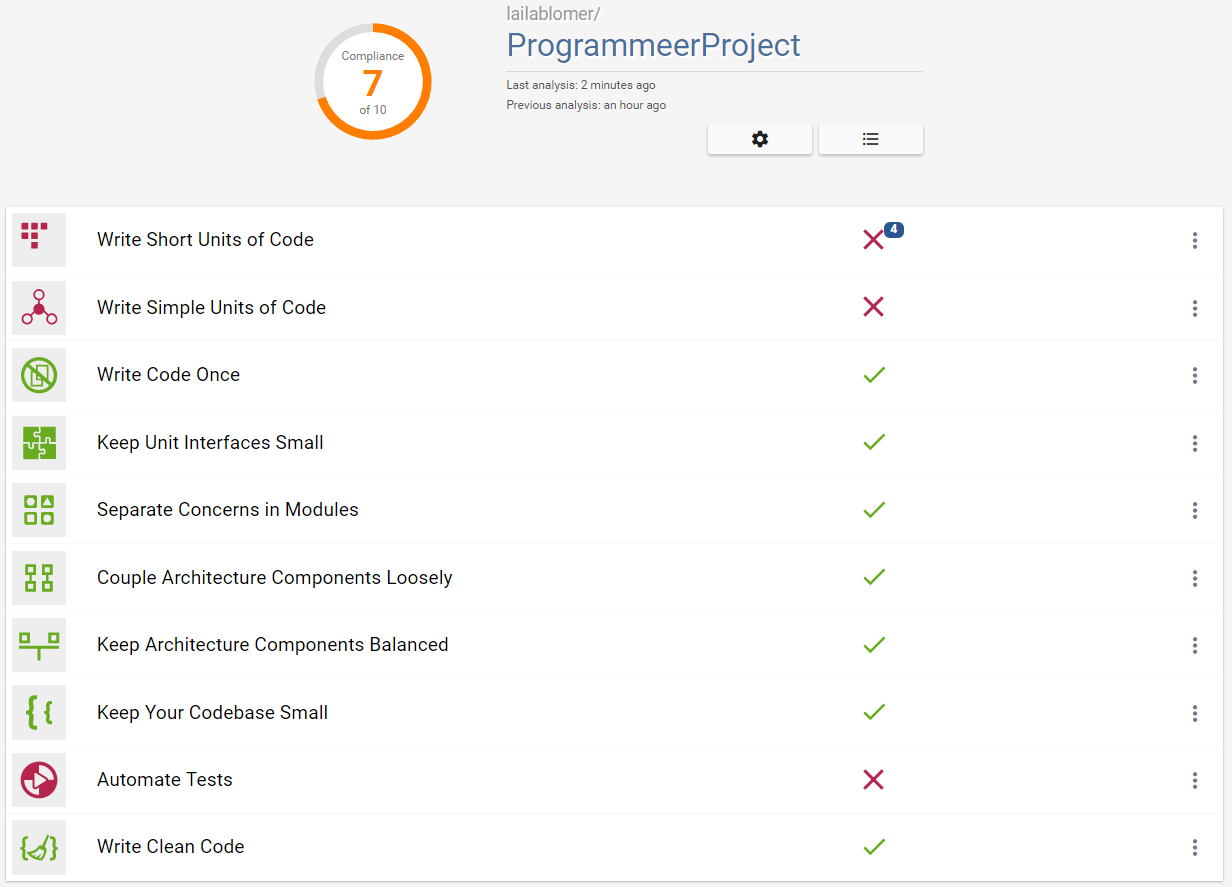 Compliance
7
of 10
lailablomer/
ProgrammeerProject
Last analysis: 2 minutes ago
Previous analysis: an hour ago
Write Short Units of Code
4
Write Simple Units of Code
Write Code Once
Keep Unit Interfaces Small
Separate Concerns in Modules
Couple Architecture Components Loosely
Keep Architecture Components Balanced
Keep Your Codebase Small
Automate Tests
Write Clean Code